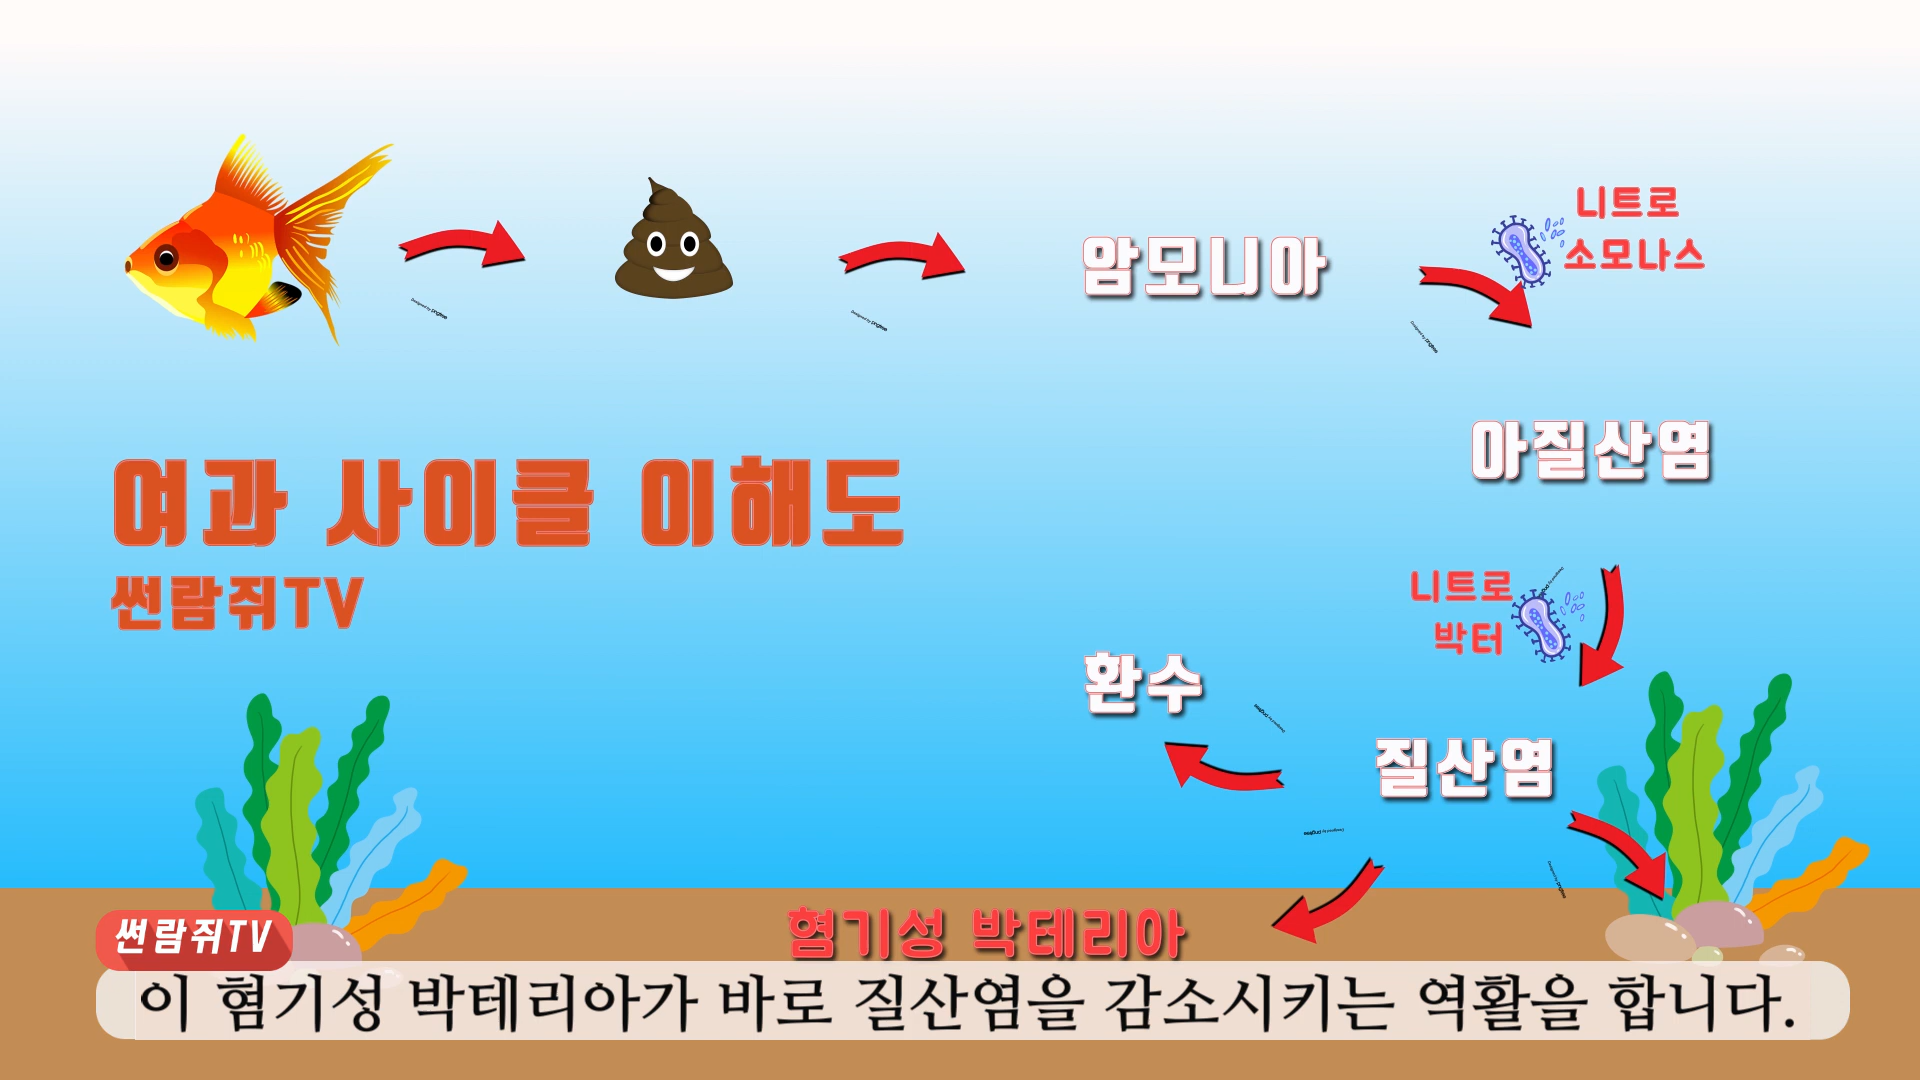 니트로
소모나스
암모니아
아질산염
여과 사이클 이해도
썬람쥐TV
니트로
박터
환수
질산염
혐기성 박테리아
썬람쥐TV
이 혐기성 박테리아가 바로 질산염을 감소시키는 역활을 합니다.